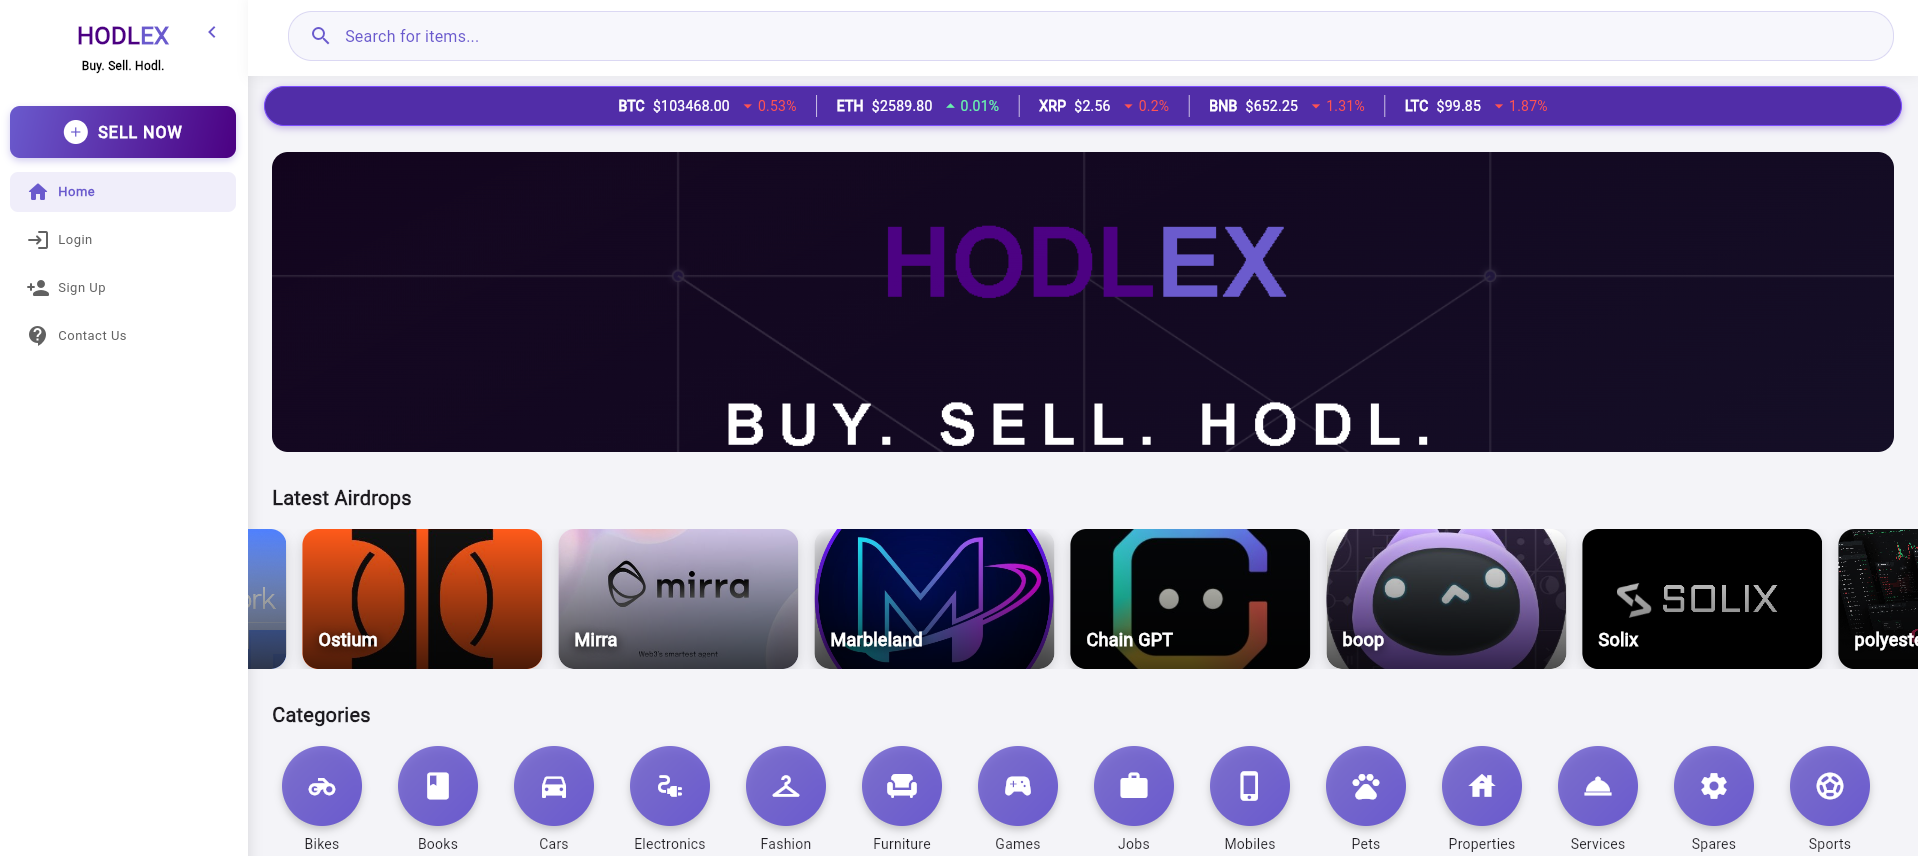 HODLEX
Buy. Sell. Hodl.
SELL NOW
Home
Login
Sign Up
Contact Us
Search for items...
BTC $103468.00 0.53% ETH $2589.80 0.01% XRP $2.56 0.2% BNB $652.25 1.31% LTC $99.85 1.87%
HODLEX
BUY. SELL. HODL.
Latest Airdrops
Ostium
mirra
Mirra
Web3's smartest agent
Marbleland
Chain GPT
boop
SOLIX
Solix
Categories
Bikes Books Cars Electronics Fashion Furniture Games Jobs Mobiles Pets Properties Services Spares Sports